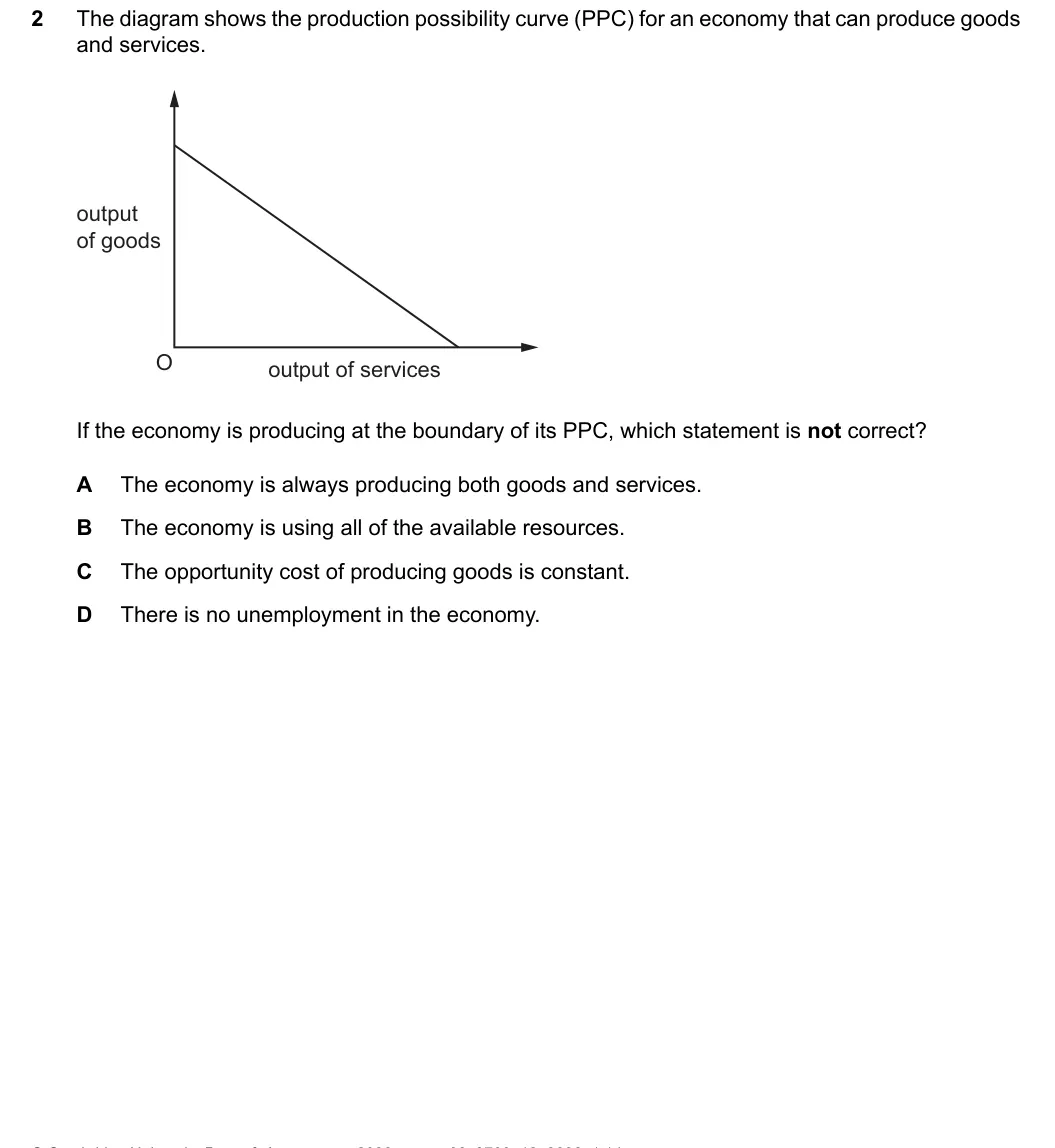 2 The diagram shows the production possibility curve (PPC) for an economy that can produce goods
and services.
output
of goods
O
output of services
If the economy is producing at the boundary of its PPC, which statement is not correct?
A The economy is always producing both goods and services.
B The economy is using all of the available resources.
C The opportunity cost of producing goods is constant.
D There is no unemployment in the economy.